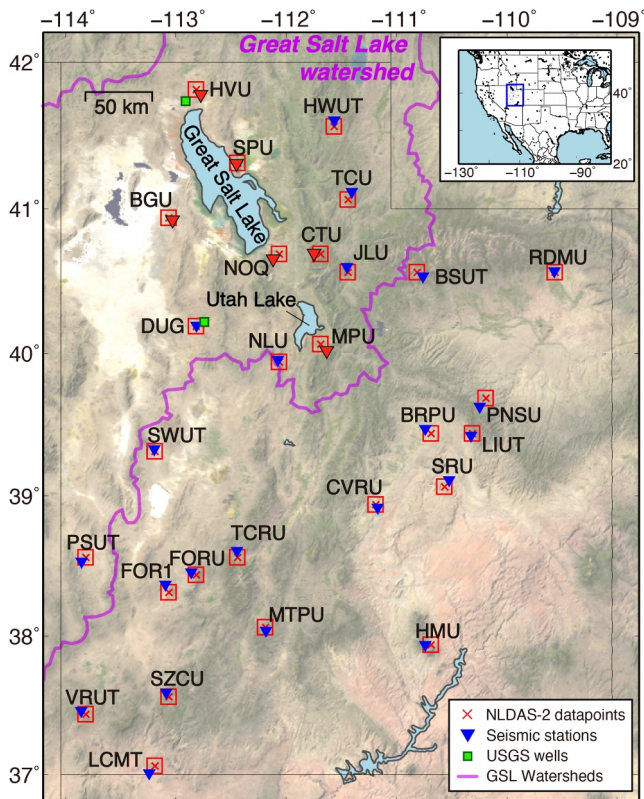 −114° −113° −112° −111° −110° −109°
42°
41°
40°
39°
38°
37°
Great Salt Lake
watershed
50 km
HVU
HWUT
SPU
TCU
BGU
Great Salt Lake
CTU
JLU
NOQ
BSUT
RDMU
Utah Lake
DUG
NLU
MPU
PNSU
BRPU
LIUT
SWUT
SRU
CVRU
PSUT
TCRU
FORU
FOR1
MTPU
HMU
SZCU
VRUT
LCMT
40°
20°
−130° −110° −90°
NLDAS-2 datapoints
Seismic stations
USGS wells
GSL Watersheds